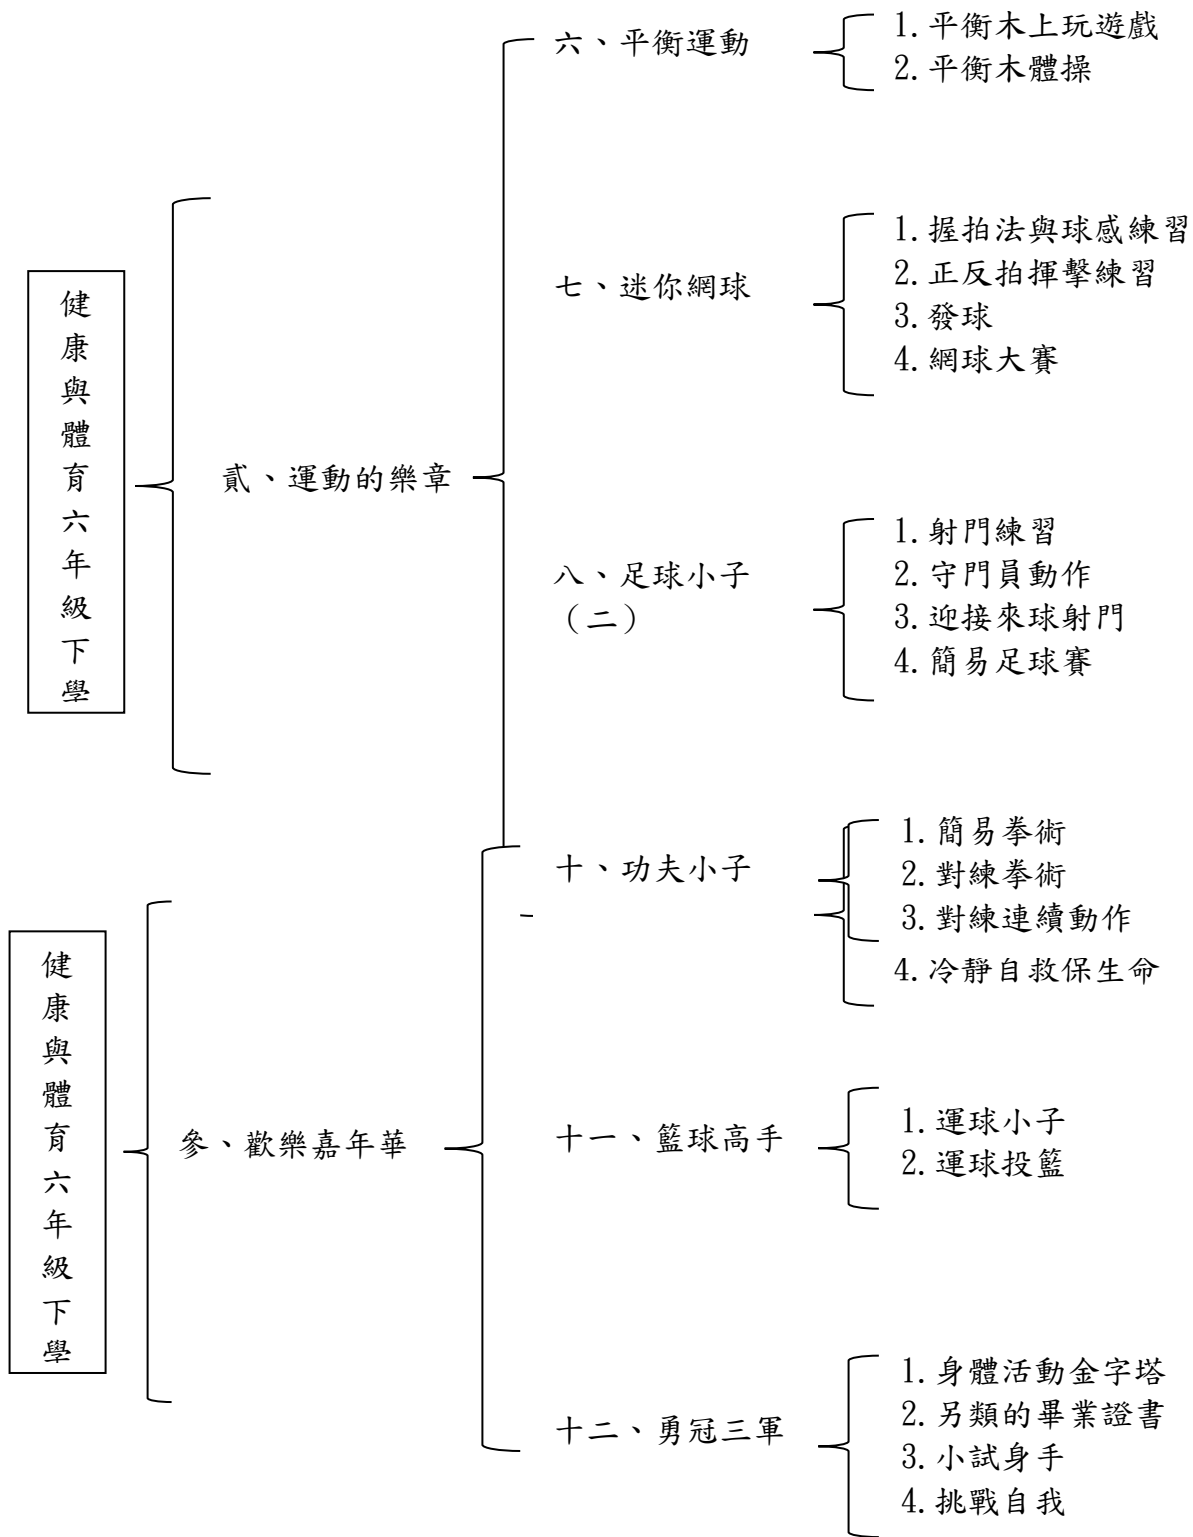 健康與體育六年級下學
貳、運動的樂章
六、平衡運動
1.平衡木上玩遊戲
2.平衡木體操
七、迷你網球
1.握拍法與球感練習
2.正反拍揮擊練習
3.發球
4.網球大賽
八、足球小子
（二）
1.射門練習
2.守門員動作
3.迎接來球射門
4.簡易足球賽
健康與體育六年級下學
參、歡樂嘉年華
十、功夫小子
1.簡易拳術
2.對練拳術
3.對練連續動作
4.冷靜自救保生命
十一、籃球高手
1.運球小子
2.運球投籃
十二、勇冠三軍
1.身體活動金字塔
2.另類的畢業證書
3.小試身手
4.挑戰自我